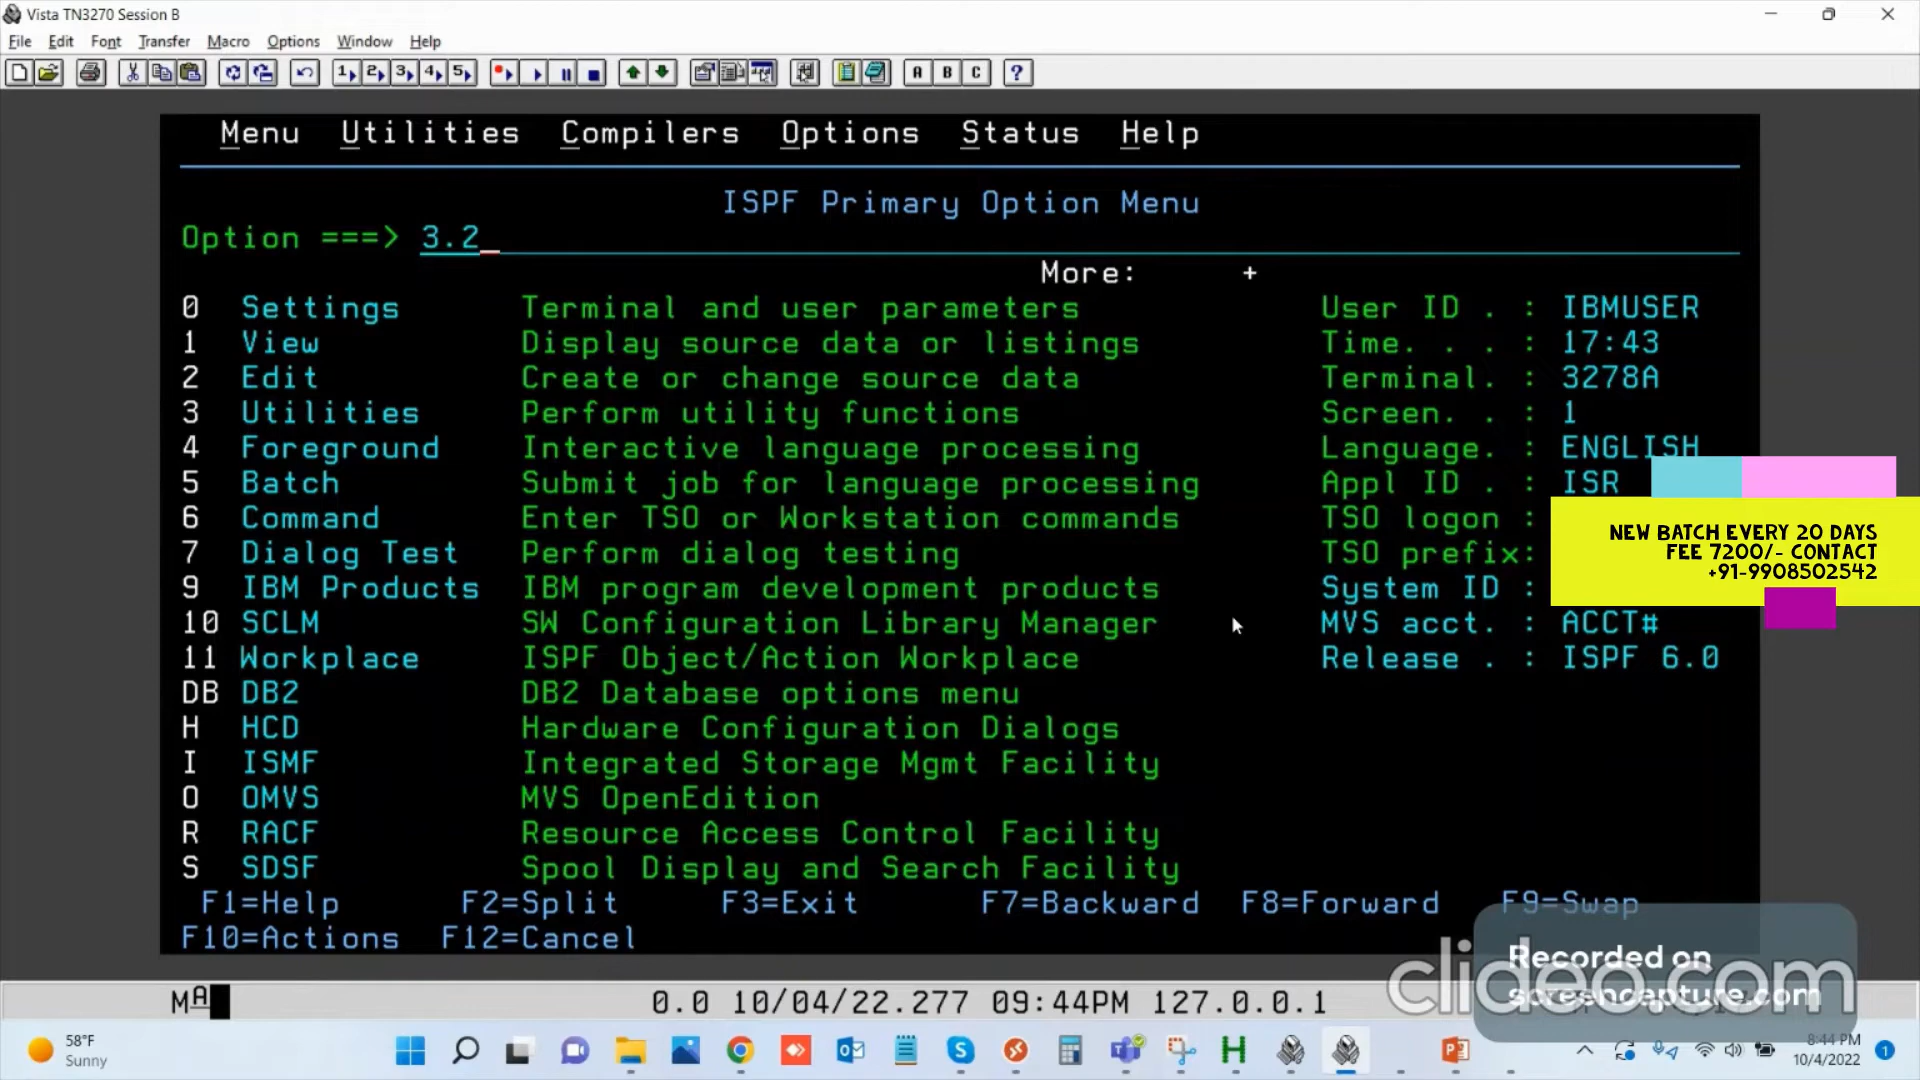 Vista TN3270 Session B
File Edit Font Transfer Macro Options Window Help
1 2 3 4 5 A B C ?
Menu Utilities Compilers Options Status Help
ISPF Primary Option Menu
Option ===> 3.2_
More: +
0 Settings Terminal and user parameters User ID . : IBMUSER
1 View Display source data or listings Time. . . : 17:43
2 Edit Create or change source data Terminal. : 3278A
3 Utilities Perform utility functions Screen. . : 1
4 Foreground Interactive language processing Language. : ENGLISH
5 Batch Submit job for language processing Appl ID . : ISR
6 Command Enter TSO or Workstation commands TSO logon :
7 Dialog Test Perform dialog testing TSO prefix:
9 IBM Products IBM program development products System ID :
10 SCLM SW Configuration Library Manager MVS acct. : ACCT#
11 Workplace ISPF Object/Action Workplace Release . : ISPF 6.0
DB DB2 DB2 Database options menu
H HCD Hardware Configuration Dialogs
I ISMF Integrated Storage Mgmt Facility
O OMVS MVS OpenEdition
R RACF Resource Access Control Facility
S SDSF Spool Display and Search Facility
F1=Help F2=Split F3=Exit F7=Backward F8=Forward F9=Swap
F10=Actions F12=Cancel
NEW BATCH EVERY 20 DAYS
FEE 7200/- CONTACT
+91-9908502542
Recorded on
screencapture.com
clideo.com
MA 0.0 10/04/22.277 09:44PM 127.0.0.1
58°F
Sunny
8:44 PM
10/4/2022
1